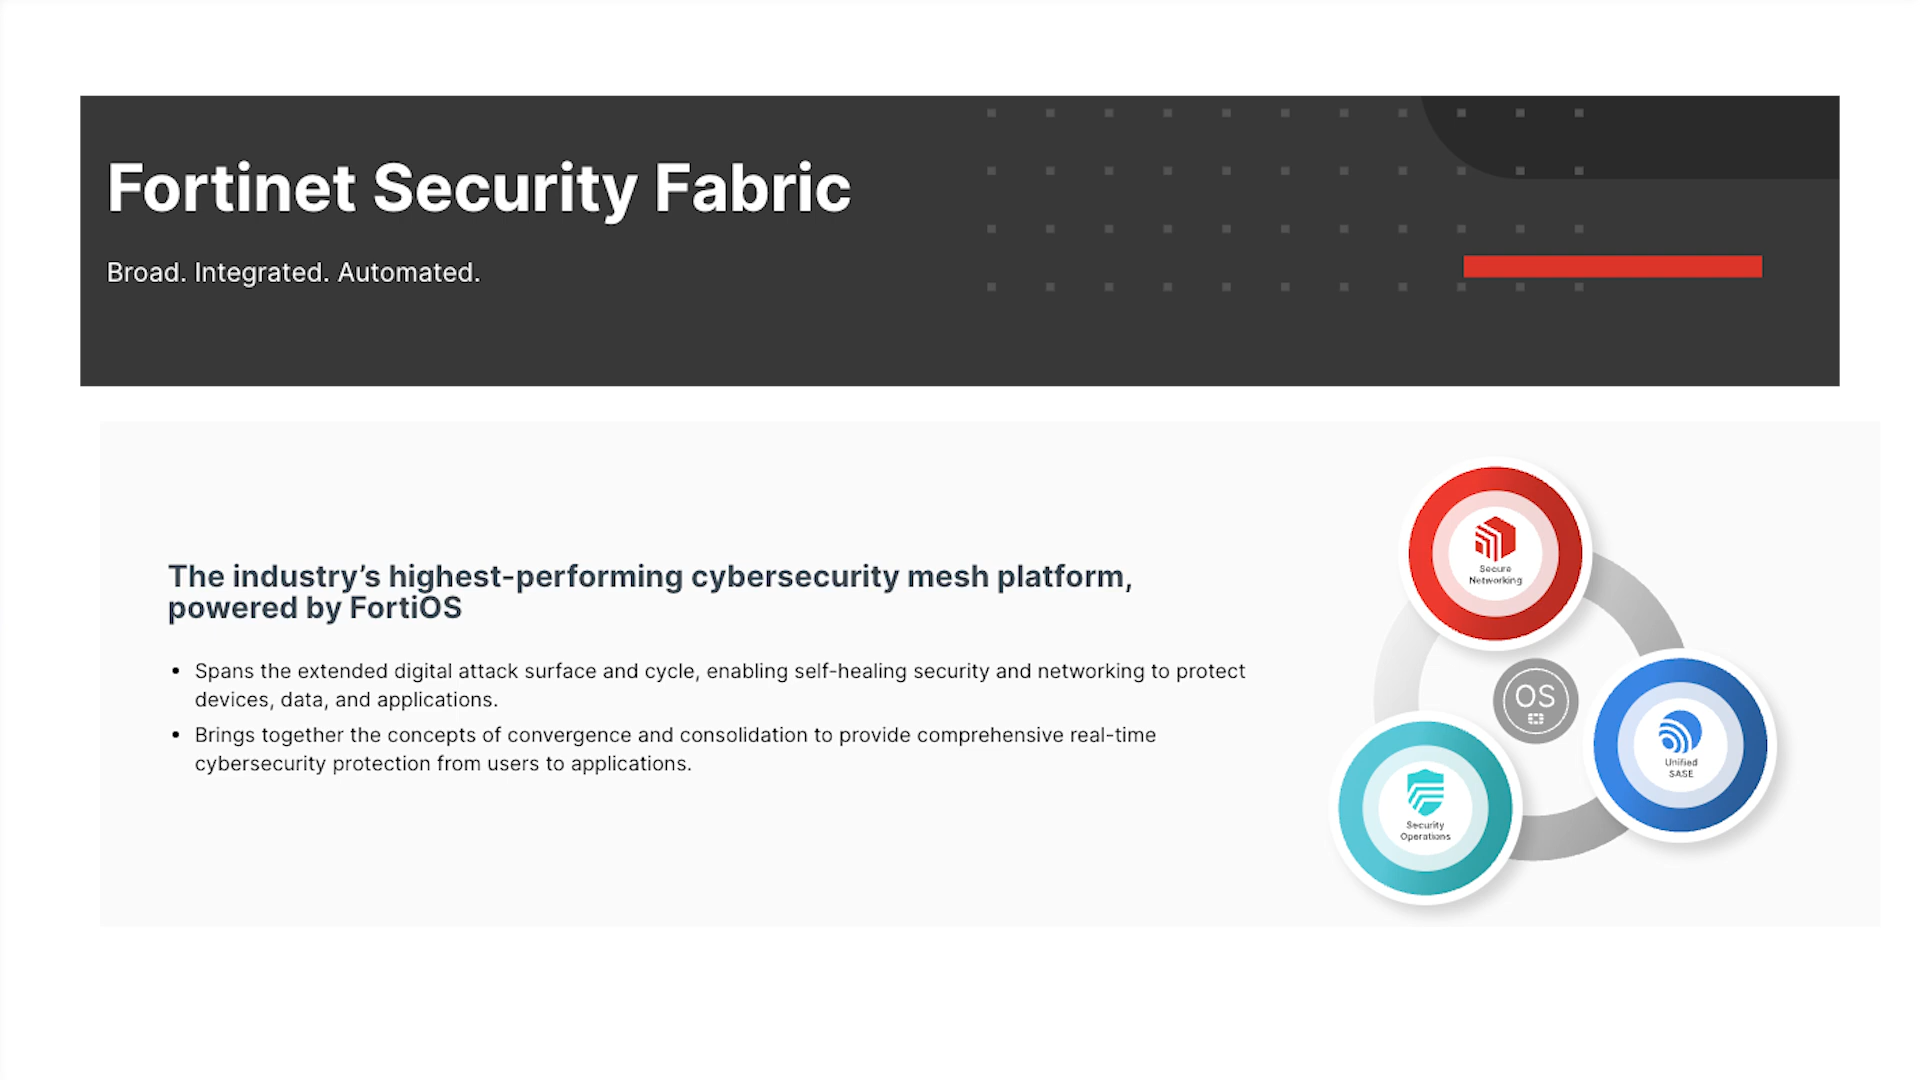 Fortinet Security Fabric
Broad. Integrated. Automated.
The industry’s highest-performing cybersecurity mesh platform,
powered by FortiOS
• Spans the extended digital attack surface and cycle, enabling self-healing security and networking to protect
devices, data, and applications.
• Brings together the concepts of convergence and consolidation to provide comprehensive real-time
cybersecurity protection from users to applications.
Secure
Networking
OS
Unified
SASE
Security
Operations